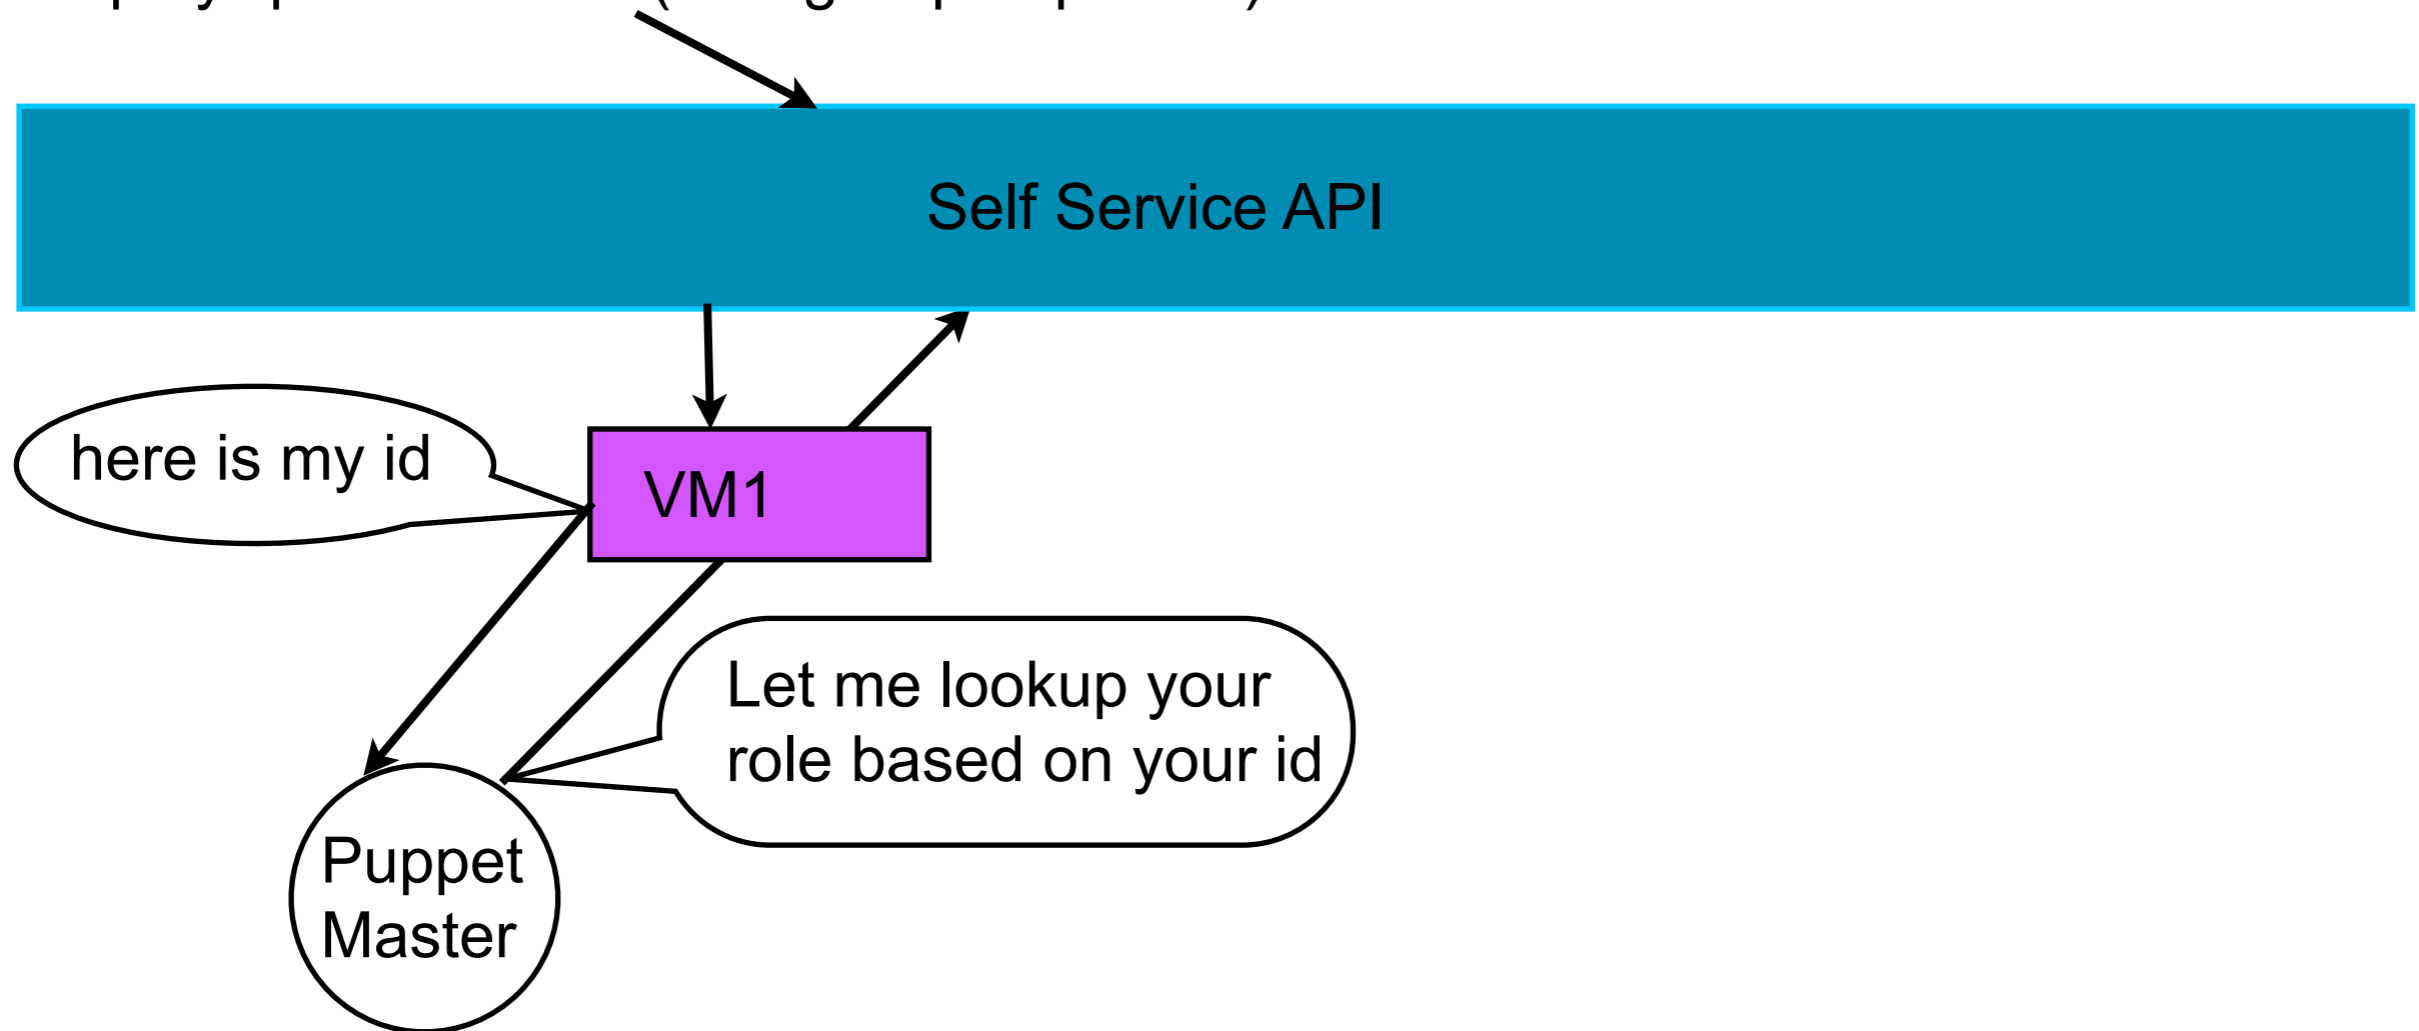 Self Service API
here is my id
VM1
Let me lookup your
role based on your id
Puppet
Master